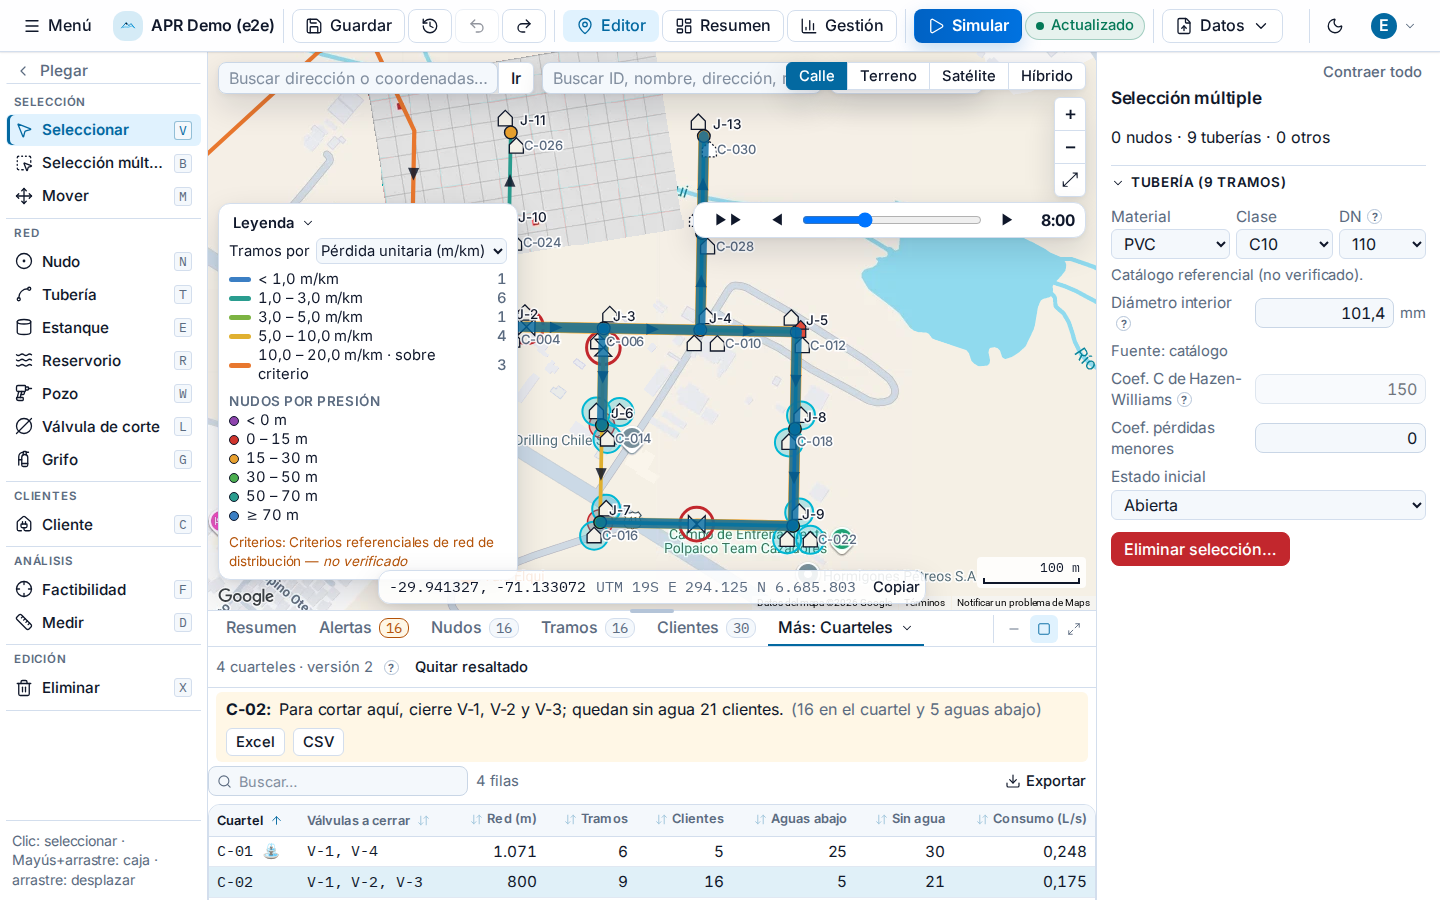 Menú
APR Demo (e2e)
Guardar
Editor
Resumen
Gestión
Simular
Actualizado
Datos
E
Plegar
SELECCIÓN
Seleccionar V
Selección múlt... B
Mover M
RED
Nudo N
Tubería T
Estanque E
Reservorio R
Pozo W
Válvula de corte L
Grifo G
CLIENTES
Cliente C
ANÁLISIS
Factibilidad F
Medir D
EDICIÓN
Eliminar X
Clic: seleccionar ·
Mayús+arrastre: caja ·
arrastre: desplazar
Buscar dirección o coordenadas...
Ir
Buscar ID, nombre, dirección,
Calle
Terreno
Satélite
Híbrido
+
−
8:00
J-11
C-026
J-13
C-030
J-10
C-024
C-028
J-2
C-004
J-3
C-006
J-4
C-010
J-5
C-012
J-6
C-014
J-8
C-018
J-7
C-016
J-9
C-022
Drilling Chile
Polpaico Team Cazadores
Río
Leyenda
Tramos por Pérdida unitaria (m/km)
< 1,0 m/km 1
1,0 – 3,0 m/km 6
3,0 – 5,0 m/km 1
5,0 – 10,0 m/km 4
10,0 – 20,0 m/km · sobre
criterio 3
NUDOS POR PRESIÓN
< 0 m
0 – 15 m
15 – 30 m
30 – 50 m
50 – 70 m
≥ 70 m
Criterios: Criterios referenciales de red de
distribución — no verificado
Google
-29.941327, -71.133072 UTM 19S E 294.125 N 6.685.803 Copiar
100 m
Términos
Notificar un problema de Maps
Resumen
Alertas 16
Nudos 16
Tramos 16
Clientes 30
Más: Cuarteles
4 cuarteles · versión 2 ? Quitar resaltado
C-02: Para cortar aquí, cierre V-1, V-2 y V-3; quedan sin agua 21 clientes. (16 en el cuartel y 5 aguas abajo)
Excel
CSV
Buscar...
4 filas
Exportar
Cuartel Válvulas a cerrar Red (m) Tramos Clientes Aguas abajo Sin agua Consumo (L/s)
C-01 V-1, V-4 1.071 6 5 25 30 0,248
C-02 V-1, V-2, V-3 800 9 16 5 21 0,175
Contraer todo
Selección múltiple
0 nudos · 9 tuberías · 0 otros
TUBERÍA (9 TRAMOS)
Material Clase DN ?
PVC C10 110
Catálogo referencial (no verificado).
Diámetro interior
? 101,4 mm
Fuente: catálogo
Coef. C de Hazen-
Williams ? 150
Coef. pérdidas
menores 0
Estado inicial
Abierta
Eliminar selección...